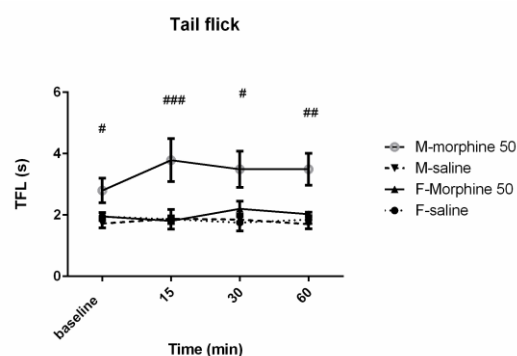 Tail flick
6
4
2
0
TFL (s)
#
###
#
##
baseline
15
30
60
Time (min)
M-morphine 50
M-saline
F-Morphine 50
F-saline